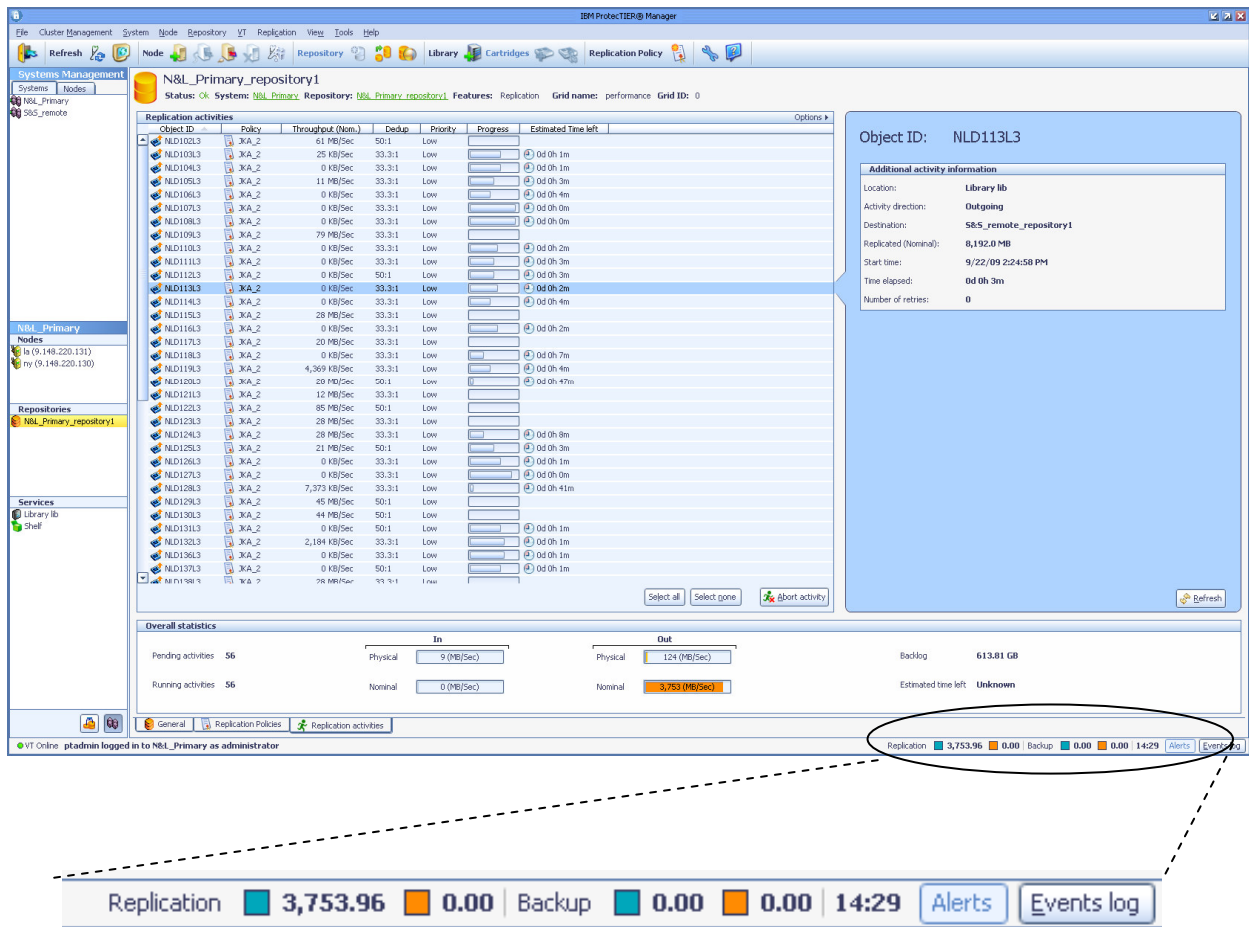 IBM ProtecTIER® Manager
File Cluster Management System Node Repository VT Replication View Tools Help
Refresh Node Repository Library Cartridges Replication Policy
Systems Management
Systems Nodes
N&L_Primary
S&S_remote
N&L_Primary
Nodes
la (9.148.220.131)
ny (9.148.220.130)
Repositories
N&L_Primary_repository1
Services
Library lib
Shelf
N&L_Primary_repository1
Status: Ok System: N&L_Primary Repository: N&L_Primary_repository1 Features: Replication Grid name: performance Grid ID: 0
Replication activities Options
Object ID Policy Throughput (Nom.) Dedup Priority Progress Estimated Time left
NLD102L3 JKA_2 61 MB/Sec 50:1 Low
NLD103L3 JKA_2 25 KB/Sec 33.3:1 Low 0d 0h 1m
NLD104L3 JKA_2 0 KB/Sec 33.3:1 Low 0d 0h 1m
NLD105L3 JKA_2 11 MB/Sec 33.3:1 Low 0d 0h 3m
NLD106L3 JKA_2 0 KB/Sec 33.3:1 Low 0d 0h 4m
NLD107L3 JKA_2 0 KB/Sec 33.3:1 Low 0d 0h 0m
NLD108L3 JKA_2 0 KB/Sec 33.3:1 Low 0d 0h 0m
NLD109L3 JKA_2 79 MB/Sec 33.3:1 Low
NLD110L3 JKA_2 0 KB/Sec 33.3:1 Low 0d 0h 2m
NLD111L3 JKA_2 0 KB/Sec 33.3:1 Low 0d 0h 3m
NLD112L3 JKA_2 0 KB/Sec 50:1 Low 0d 0h 3m
NLD113L3 JKA_2 0 KB/Sec 33.3:1 Low 0d 0h 2m
NLD114L3 JKA_2 0 KB/Sec 33.3:1 Low 0d 0h 4m
NLD115L3 JKA_2 28 MB/Sec 33.3:1 Low
NLD116L3 JKA_2 0 KB/Sec 33.3:1 Low 0d 0h 2m
NLD117L3 JKA_2 20 MB/Sec 33.3:1 Low
NLD118L3 JKA_2 0 KB/Sec 33.3:1 Low 0d 0h 7m
NLD119L3 JKA_2 4,369 KB/Sec 33.3:1 Low 0d 0h 4m
NLD120L3 JKA_2 20 MB/Sec 50:1 Low 0d 0h 47m
NLD121L3 JKA_2 12 MB/Sec 33.3:1 Low
NLD122L3 JKA_2 85 MB/Sec 50:1 Low
NLD123L3 JKA_2 28 MB/Sec 33.3:1 Low
NLD124L3 JKA_2 28 MB/Sec 33.3:1 Low 0d 0h 8m
NLD125L3 JKA_2 21 MB/Sec 50:1 Low 0d 0h 3m
NLD126L3 JKA_2 0 KB/Sec 33.3:1 Low 0d 0h 1m
NLD127L3 JKA_2 0 KB/Sec 33.3:1 Low 0d 0h 0m
NLD128L3 JKA_2 7,373 KB/Sec 33.3:1 Low 0d 0h 41m
NLD129L3 JKA_2 45 MB/Sec 50:1 Low
NLD130L3 JKA_2 44 MB/Sec 50:1 Low
NLD131L3 JKA_2 0 KB/Sec 50:1 Low 0d 0h 1m
NLD132L3 JKA_2 2,184 KB/Sec 33.3:1 Low 0d 0h 1m
NLD136L3 JKA_2 0 KB/Sec 33.3:1 Low 0d 0h 1m
NLD137L3 JKA_2 0 KB/Sec 50:1 Low 0d 0h 1m
NLD138L3 JKA_2 28 MB/Sec 33.3:1 Low
Select all Select none Abort activity
Object ID: NLD113L3
Additional activity information
Location: Library lib
Activity direction: Outgoing
Destination: S&S_remote_repository1
Replicated (Nominal): 8,192.0 MB
Start time: 9/22/09 2:24:58 PM
Time elapsed: 0d 0h 3m
Number of retries: 0
Refresh
Overall statistics
In Out
Pending activities 56 Physical 9 (MB/Sec) Physical 124 (MB/Sec) Backlog 613.81 GB
Running activities 56 Nominal 0 (MB/Sec) Nominal 3,753 (MB/Sec) Estimated time left Unknown
General Replication Policies Replication activities
VT Online ptadmin logged in to N&L_Primary as administrator Replication 3,753.96 0.00 Backup 0.00 0.00 14:29 Alerts Events log
Replication 3,753.96 0.00 Backup 0.00 0.00 14:29 Alerts Events log